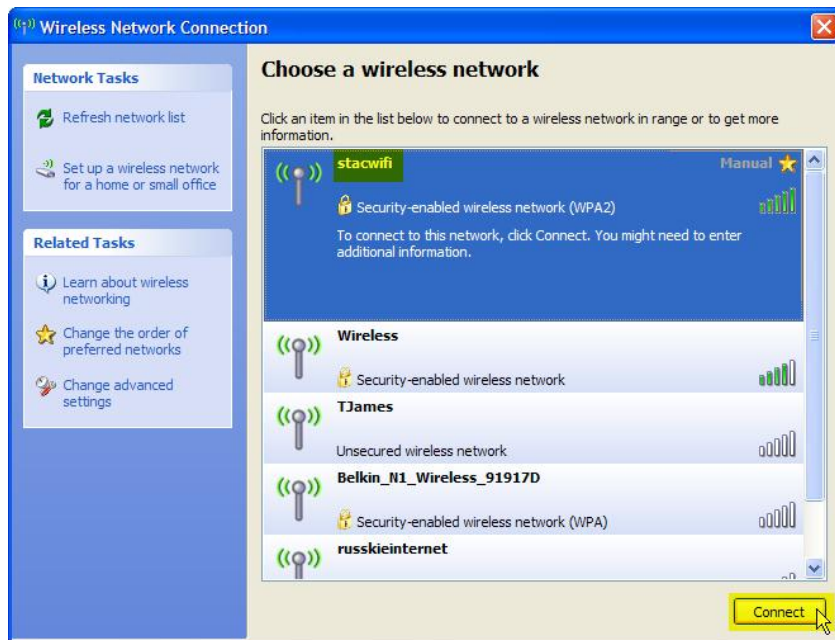 Wireless Network Connection
Network Tasks
Refresh network list
Set up a wireless network
for a home or small office
Related Tasks
Learn about wireless
networking
Change the order of
preferred networks
Change advanced
settings
Choose a wireless network
Click an item in the list below to connect to a wireless network in range or to get more
information.
stacwifi
Manual
Security-enabled wireless network (WPA2)
To connect to this network, click Connect. You might need to enter
additional information.
Wireless
Security-enabled wireless network
TJames
Unsecured wireless network
Belkin_N1_Wireless_91917D
Security-enabled wireless network (WPA)
russkieinternet
Connect